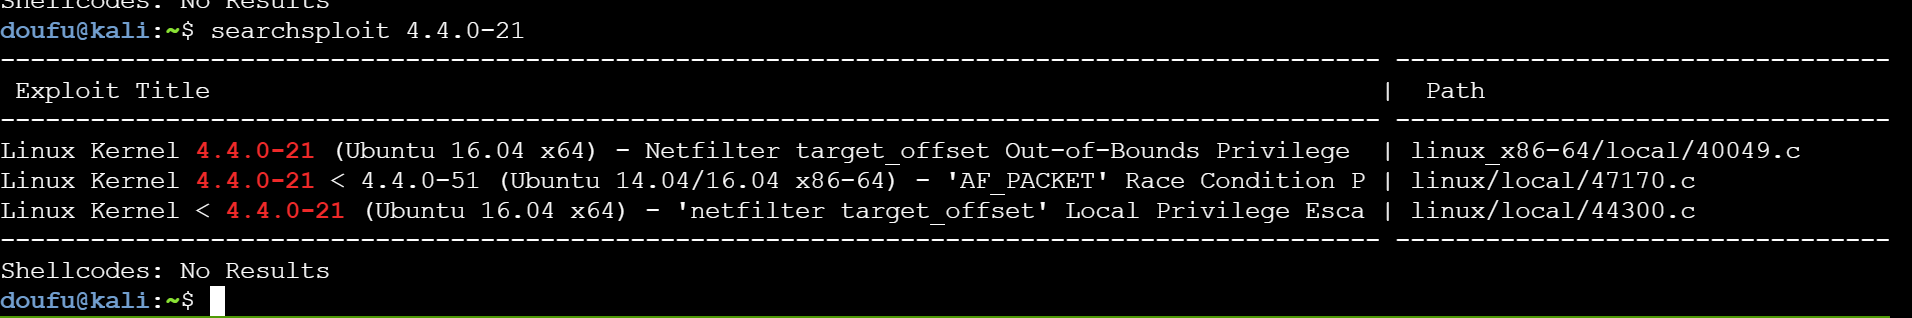 Shellcodes: No Results
doufu@kali:~$ searchsploit 4.4.0-21
-------------------------------------------------------------------------------------------- ---------------------------------
Exploit Title | Path
-------------------------------------------------------------------------------------------- ---------------------------------
Linux Kernel 4.4.0-21 (Ubuntu 16.04 x64) - Netfilter target_offset Out-of-Bounds Privilege | linux_x86-64/local/40049.c
Linux Kernel 4.4.0-21 < 4.4.0-51 (Ubuntu 14.04/16.04 x86-64) - 'AF_PACKET' Race Condition P | linux/local/47170.c
Linux Kernel < 4.4.0-21 (Ubuntu 16.04 x64) - 'netfilter target_offset' Local Privilege Esca | linux/local/44300.c
-------------------------------------------------------------------------------------------- ---------------------------------
Shellcodes: No Results
doufu@kali:~$